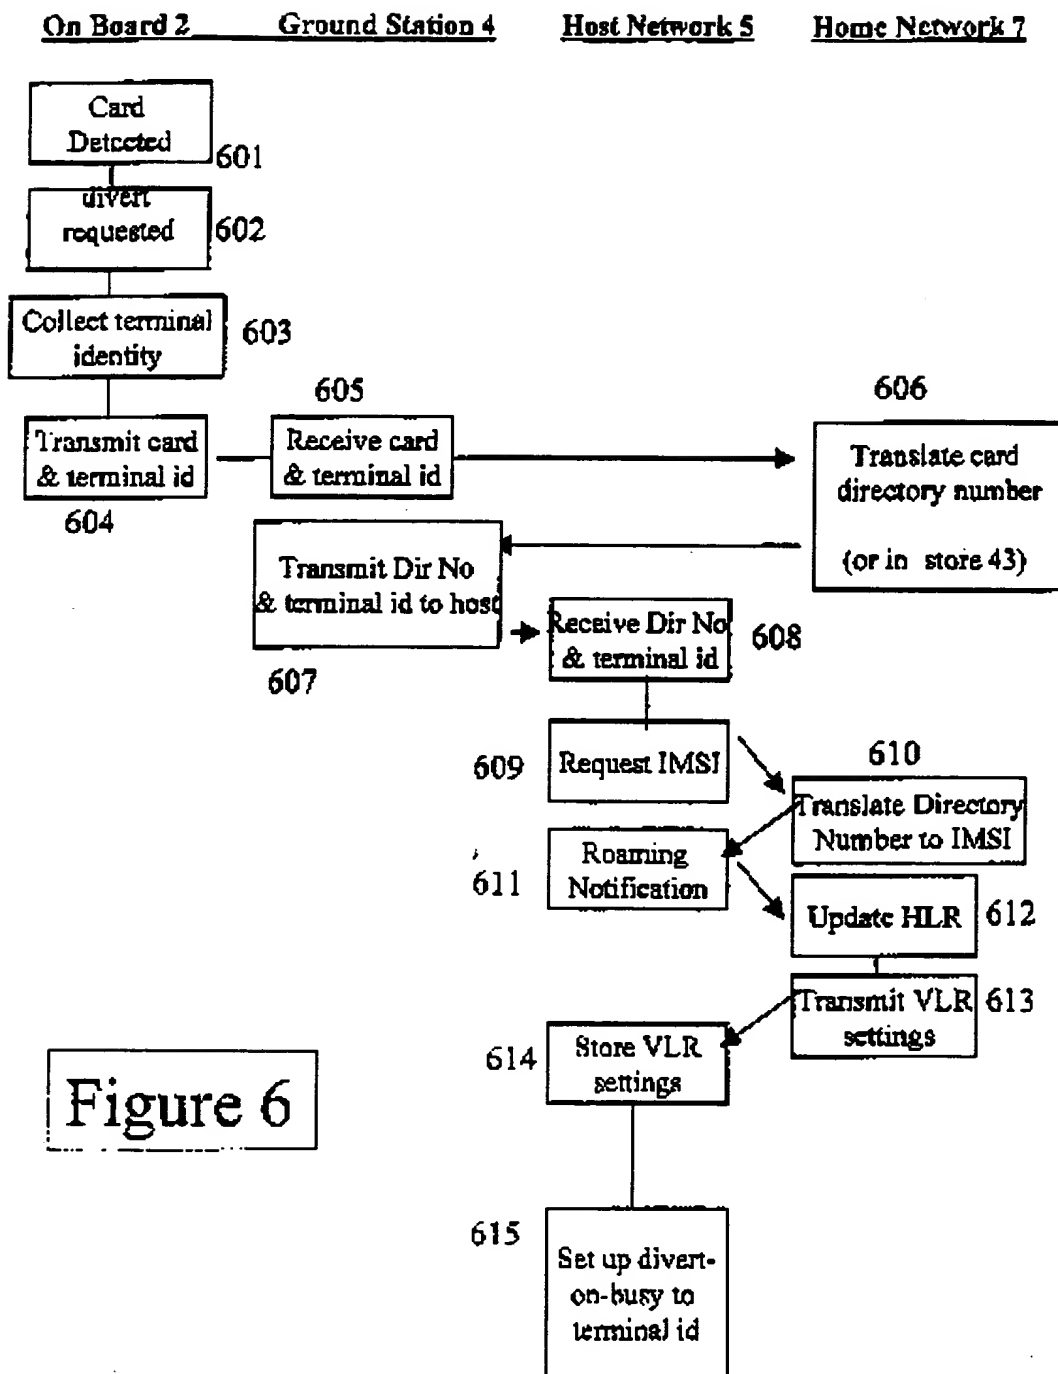 On Board 2 Ground Station 4 Host Network 5 Home Network 7
Card
Detected
601
divert
requested
602
Collect terminal
identity
603
605
606
Transmit card
& terminal id
604
Receive card
& terminal id
Translate card
directory number
(or in store 43)
Transmit Dir No
& terminal id to host
607
Receive Dir No
& terminal id
608
609
Request IMSI
610
Translate Directory
Number to IMSI
611
Roaming
Notification
Update HLR
612
Transmit VLR
settings
613
614
Store VLR
settings
Figure 6
615
Set up divert-
on-busy to
terminal id